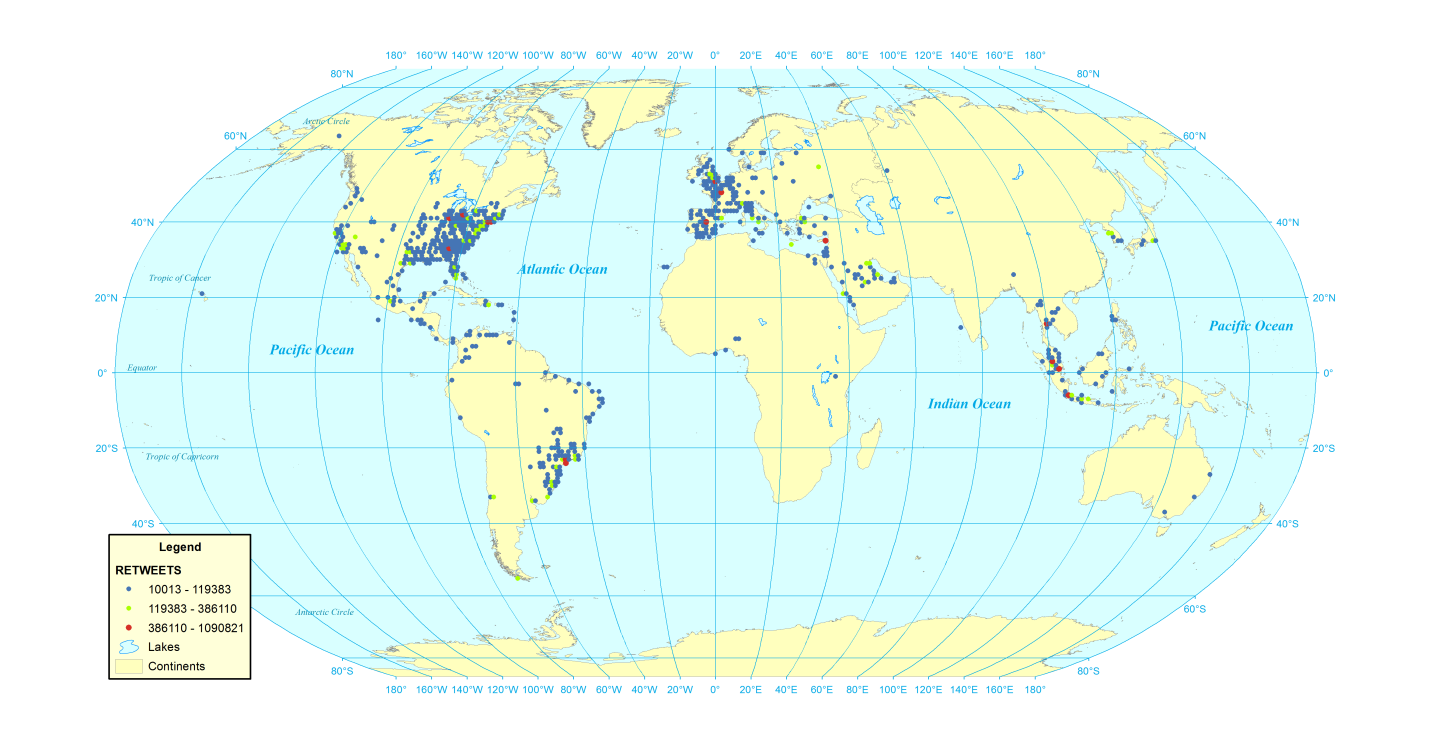 180° 160°W 140°W 120°W 100°W 80°W 60°W 40°W 20°W 0° 20°E 40°E 60°E 80°E 100°E 120°E 140°E 160°E 180°
80°N 80°N
Arctic Circle
60°N 60°N
40°N 40°N
Atlantic Ocean
Tropic of Cancer
20°N 20°N
Pacific Ocean
Pacific Ocean
Equator
0° 0°
Indian Ocean
20°S 20°S
Tropic of Capricorn
40°S 40°S
Legend
RETWEETS
10013 - 119383
119383 - 386110
386110 - 1090821
Lakes
Continents
Antarctic Circle
60°S
80°S 80°S
180° 160°W 140°W 120°W 100°W 80°W 60°W 40°W 20°W 0° 20°E 40°E 60°E 80°E 100°E 120°E 140°E 160°E 180°